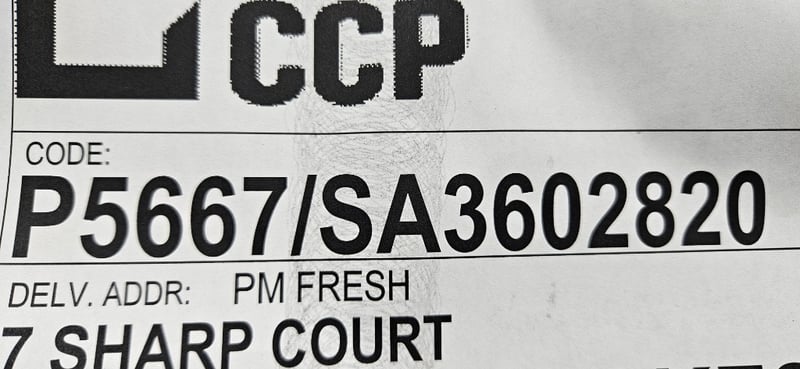 CCP
CODE:
P5667/SA3602820
DELV. ADDR: PM FRESH
7 SHARP COURT